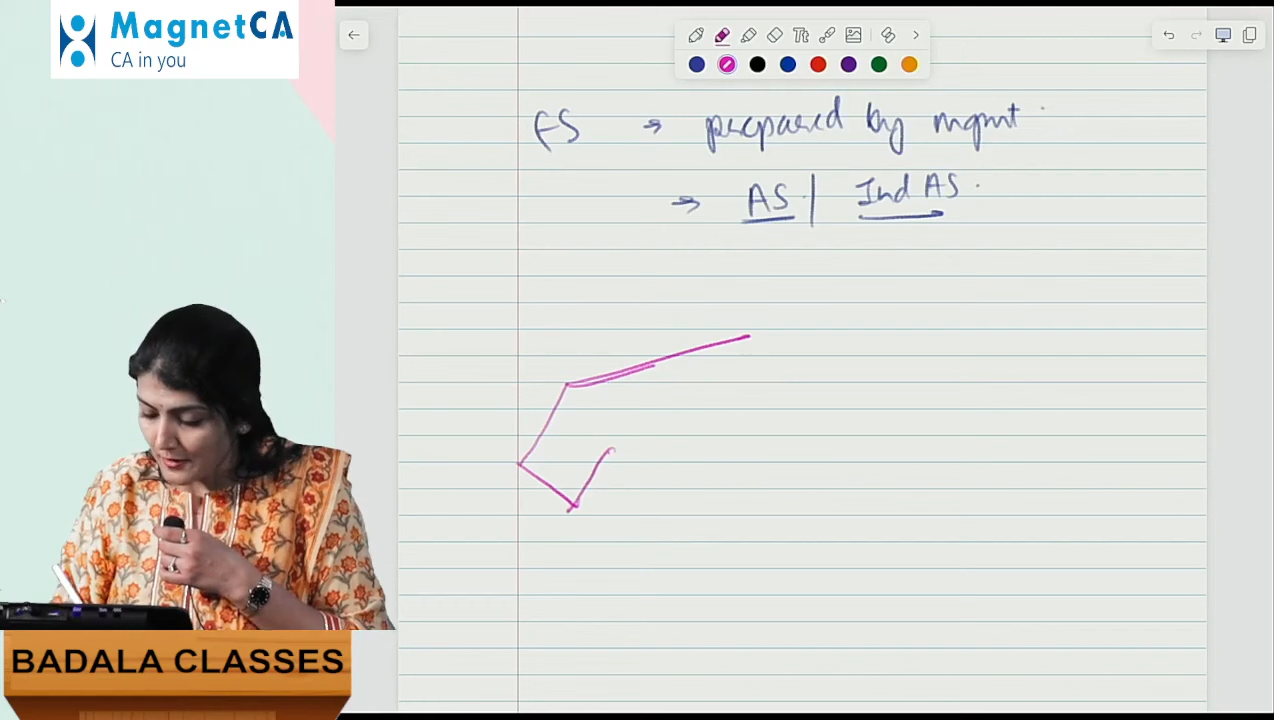 MagnetCA
CA in you
FS → prepared by mgmt
→ AS | Ind AS
BADALA CLASSES